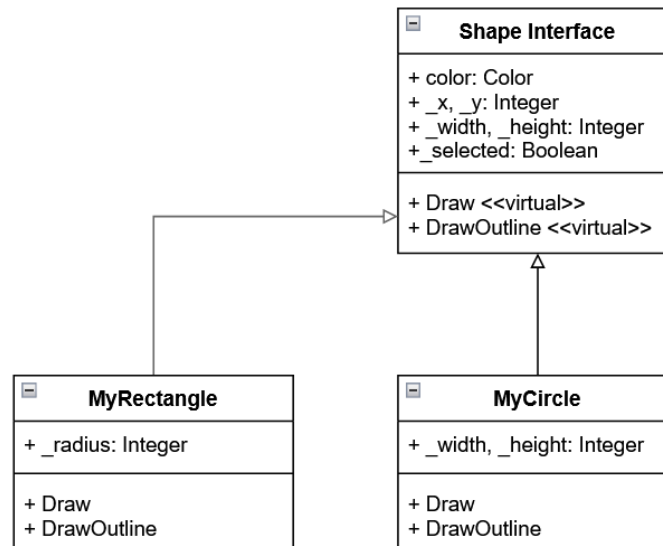 Shape Interface
+ color: Color
+ _x, _y: Integer
+ _width, _height: Integer
+_selected: Boolean
+ Draw <<virtual>>
+ DrawOutline <<virtual>>
MyRectangle
+ _radius: Integer
+ Draw
+ DrawOutline
MyCircle
+ _width, _height: Integer
+ Draw
+ DrawOutline